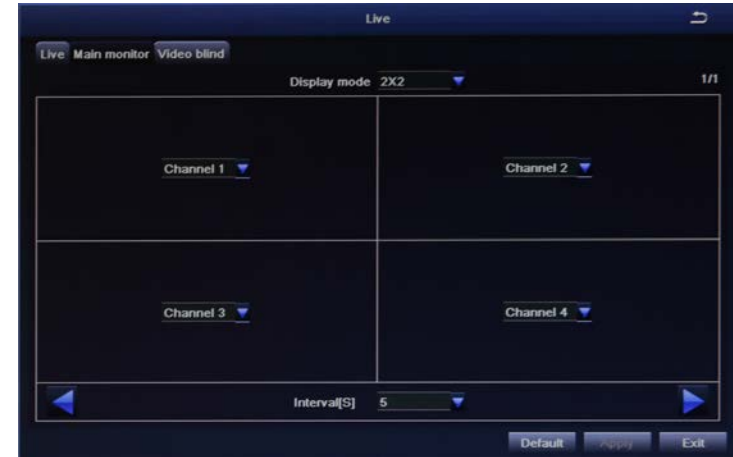 Live
Live Main monitor Video blind
Display mode 2X2 1/1
Channel 1 Channel 2
Channel 3 Channel 4
Interval[S] 5
Default Apply Exit